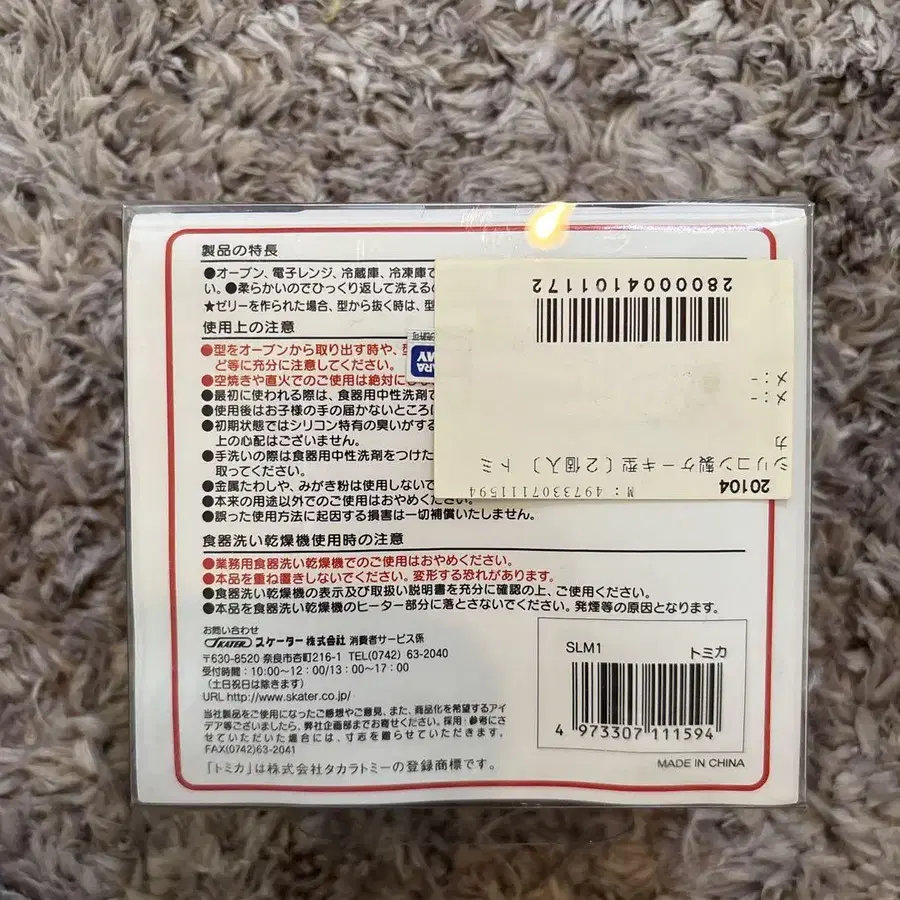 製品の特長
●オーブン、電子レンジ、冷蔵庫、冷凍庫で
い。●柔らかいのでひっくり返して洗える
★ゼリーを作られた場合、型から抜く時は、型
使用上の注意
●型をオーブンから取り出す時や、
ど等に充分に注意してください。
●空焼きや直火でのご使用は絶対に
●最初に使われる際は、食器用中性洗剤で
●使用後はお子様の手の届かないところに
●初期状態ではシリコン特有の臭いがする
上の心配はございません。
●手洗いの際は食器用中性洗剤をつけた
取ってください。
●金属たわしや、みがき粉は使用しないで
●本来の用途以外でのご使用はおやめください。
●誤った使用方法に起因する損害は一切補償いたしません。
2800004101172
メ:-
メ:-
シリコン製ケーキ型〔2個入〕 トミ
カ
20104
M: 4973307111594
食器洗い乾燥機使用時の注意
●業務用食器洗い乾燥機でのご使用はおやめください。
●本品を重ね置きしないでください。変形する恐れがあります。
●食器洗い乾燥機の表示及び取扱い説明書を充分に確認の上、ご使用ください。
●本品を食器洗い乾燥機のヒーター部分に落とさないでください。発煙等の原因となります。
お問い合わせ
SKATER スケーター株式会社 消費者サービス係
〒630-8520 奈良市杏町216-1 TEL(0742) 63-2040
受付時間：10:00〜12:00/13:00〜17:00
（土日祝日は除きます）
URL http://www.skater.co.jp/
当社製品をご使用になったご感想やご意見、また、商品化を希望するアイ
デア等ございましたら、弊社企画部までお寄せください。採用・参考にさ
せていただいた場合には、寸志を贈らせていただきます。
FAX(0742)63-2041
「トミカ」は株式会社タカラトミーの登録商標です。
SLM1 トミカ
4 973307 111594
MADE IN CHINA